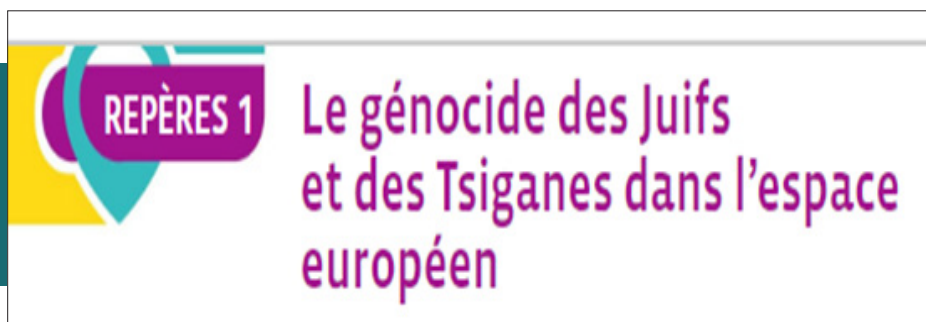 REPÈRES 1
Le génocide des Juifs
et des Tsiganes dans l'espace
européen